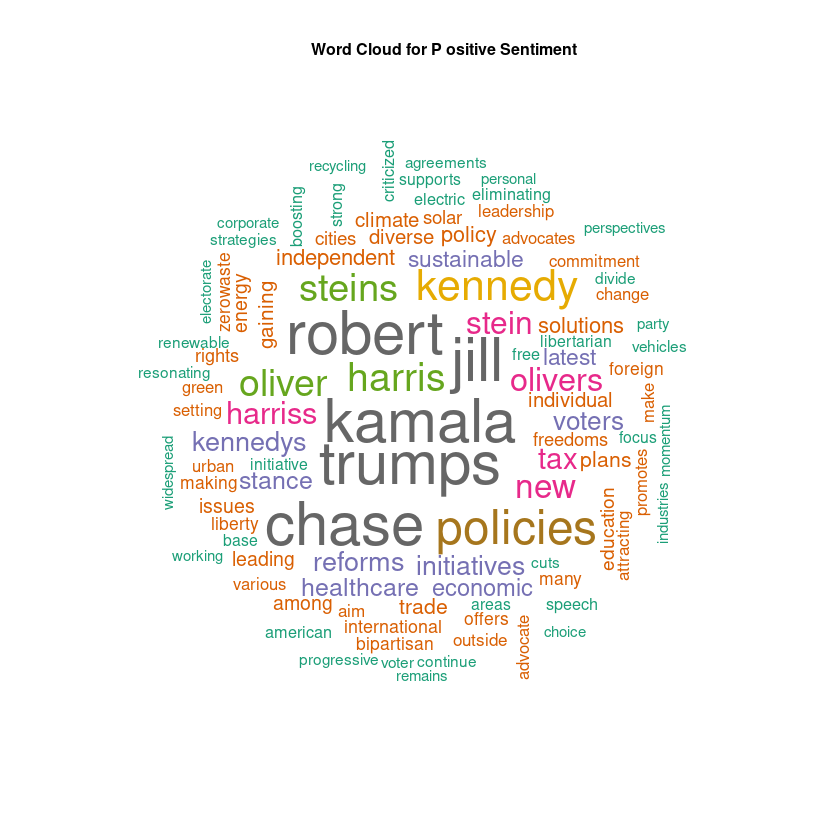 Word Cloud for P ositive Sentiment
recycling
criticized
agreements
supports
personal
boosting
strong
electric
eliminating
corporate
climate
solar
leadership
strategies
cities
diverse
policy
advocates
perspectives
independent
sustainable
commitment
electorate
zerowaste
energy
gaining
steins
kennedy
divide
change
robert
jill
stein
solutions
party
renewable
rights
free
libertarian
latest
vehicles
resonating
green
oliver
harris
olivers
foreign
setting
harriss
kamala
individual
voters
make
momentum
kennedys
freedoms
focus
widespread
urban
initiative
trumps
tax
plans
promotes
making
stance
new
industries
issues
liberty
base
chase
policies
education
attracting
working
leading
reforms
initiatives
cuts
various
healthcare
economic
many
among
aim
trade
areas
speech
american
international
offers
choice
bipartisan
outside
advocate
progressive
voter
continue
remains